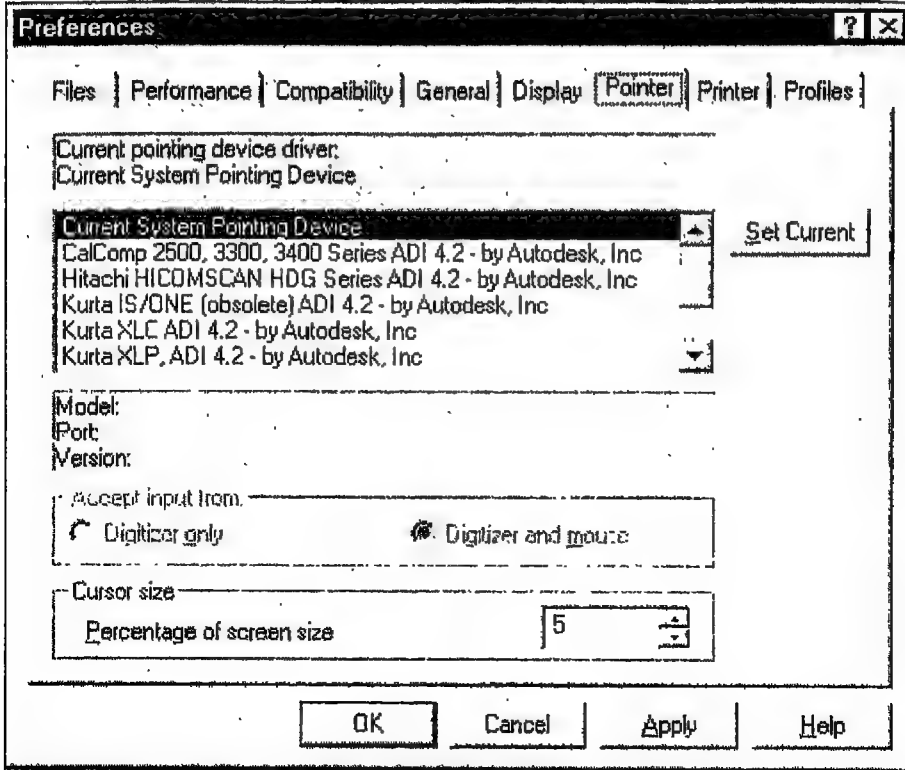 Preferences ? ×
Files Performance Compatibility General Display Pointer Printer Profiles
Current pointing device driver:
Current System Pointing Device
Current System Pointing Device
CalComp 2500, 3300, 3400 Series ADI 4.2 - by Autodesk, Inc
Hitachi HICOMSCAN HDG Series ADI 4.2 - by Autodesk, Inc
Kurta IS/ONE (obsolete) ADI 4.2 - by Autodesk, Inc
Kurta XLC ADI 4.2 - by Autodesk, Inc
Kurta XLP, ADI 4.2 - by Autodesk, Inc
Set Current
Model:
Port:
Version:
Accept input from:
Digitizer only Digitizer and mouse
Cursor size
Percentage of screen size 5
OK Cancel Apply Help